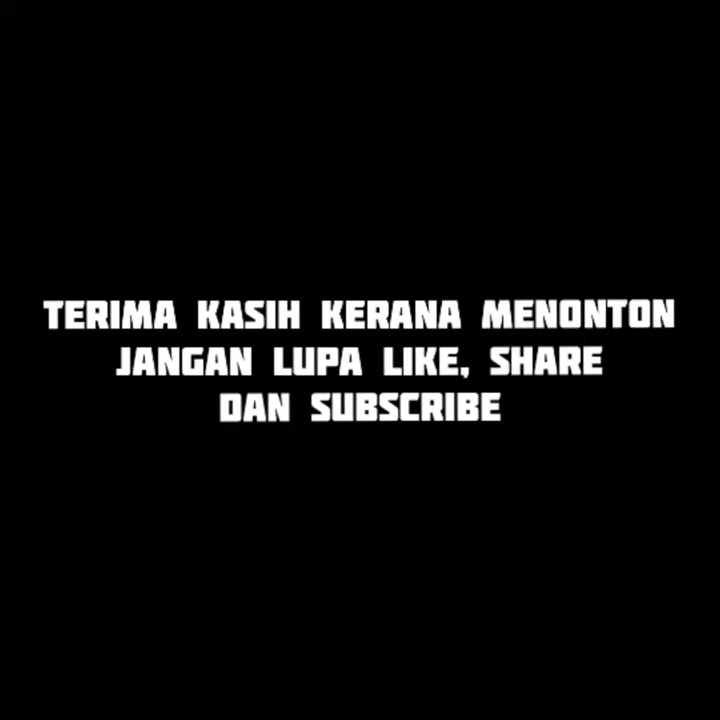 TERIMA KASIH KERANA MENONTON
JANGAN LUPA LIKE, SHARE
DAN SUBSCRIBE